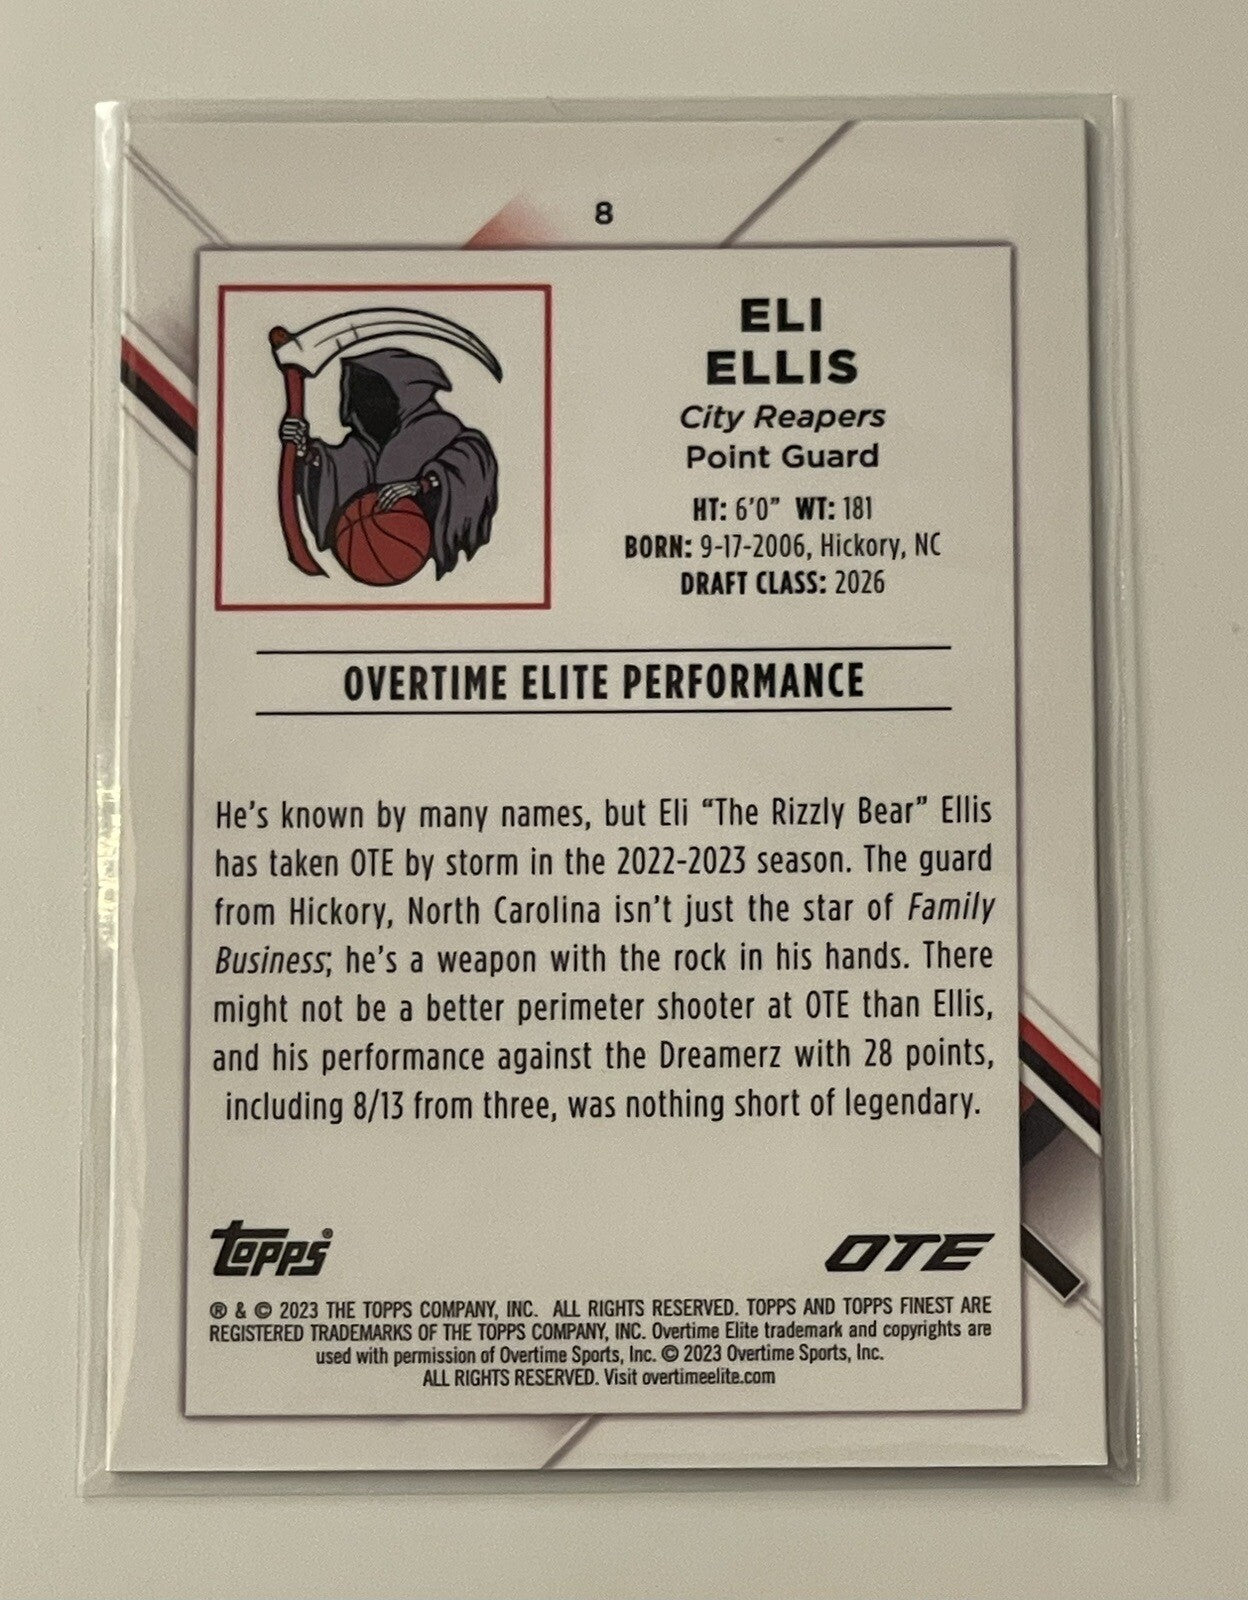 8
ELI
ELLIS
City Reapers
Point Guard
HT: 6'0" WT: 181
BORN: 9-17-2006, Hickory, NC
DRAFT CLASS: 2026
OVERTIME ELITE PERFORMANCE
He's known by many names, but Eli “The Rizzly Bear” Ellis
has taken OTE by storm in the 2022-2023 season. The guard
from Hickory, North Carolina isn't just the star of Family
Business; he's a weapon with the rock in his hands. There
might not be a better perimeter shooter at OTE than Ellis,
and his performance against the Dreamerz with 28 points,
including 8/13 from three, was nothing short of legendary.
Topps® OTE
® & © 2023 THE TOPPS COMPANY, INC. ALL RIGHTS RESERVED. TOPPS AND TOPPS FINEST ARE
REGISTERED TRADEMARKS OF THE TOPPS COMPANY, INC. Overtime Elite trademark and copyrights are
used with permission of Overtime Sports, Inc. © 2023 Overtime Sports, Inc.
ALL RIGHTS RESERVED. Visit overtimeelite.com